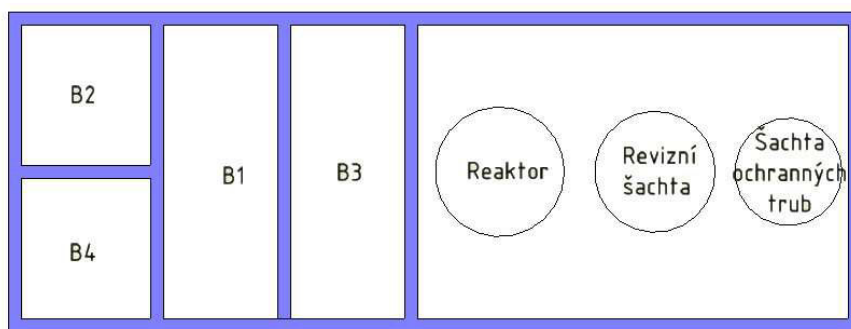 B2
B4
B1
B3
Reaktor
Revizní
šachta
Šachta
ochranných
trub